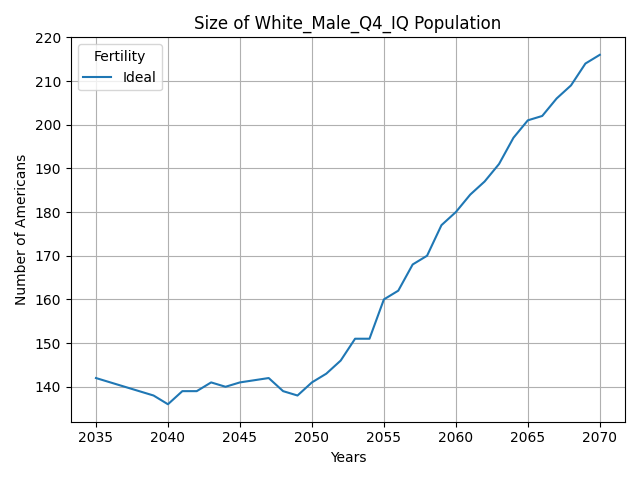 Size of White_Male_Q4_IQ Population
Fertility
Ideal
Number of Americans
220
210
200
190
180
170
160
150
140
2035 2040 2045 2050 2055 2060 2065 2070
Years